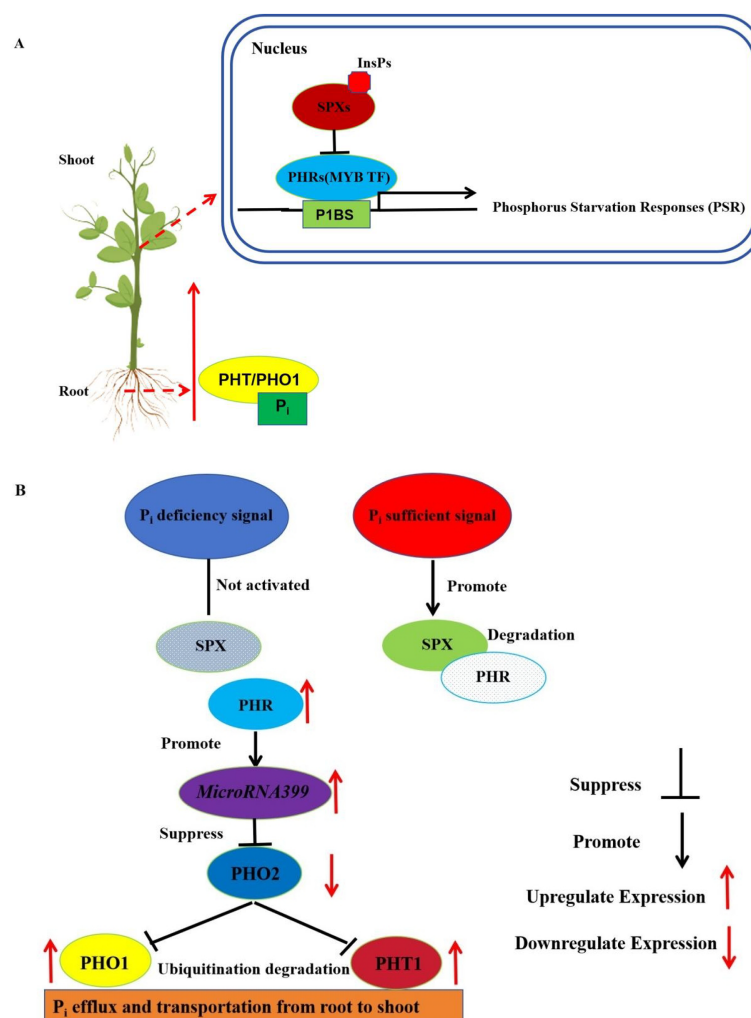 A
Nucleus
InsPs
SPXs
Shoot
PHRs(MYB TF)
P1BS
Phosphorus Starvation Responses (PSR)
Root
PHT/PHO1
Pi
B
Pi deficiency signal
Pi sufficient signal
Not activated
Promote
SPX
SPX
Degradation
PHR
PHR
Promote
MicroRNA399
Suppress
PHO2
Suppress
Promote
Upregulate Expression
Downregulate Expression
PHO1
Ubiquitination degradation
PHT1
Pi efflux and transportation from root to shoot